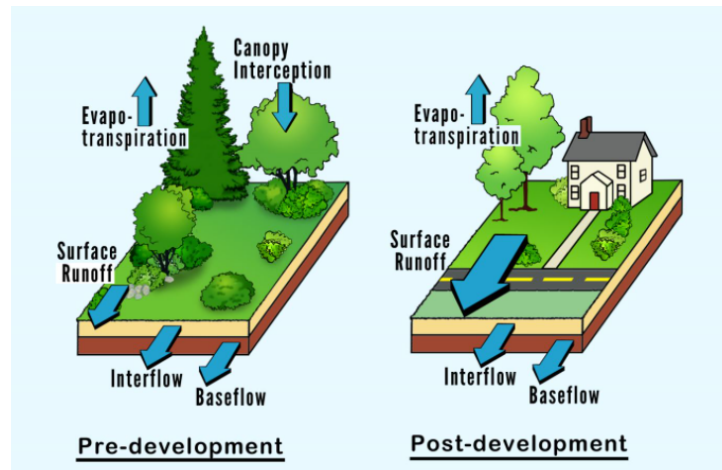 Canopy
Interception
Evapo-
transpiration
Surface
Runoff
Interflow
Baseflow
Pre-development
Evapo-
transpiration
Surface
Runoff
Interflow
Baseflow
Post-development